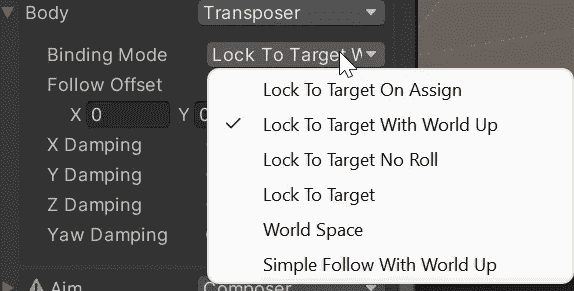 Body Transposer
Binding Mode Lock To Target W
Follow Offset
X 0 Y 0
X Damping
Y Damping
Z Damping
Yaw Damping
Aim Composer
Lock To Target On Assign
Lock To Target With World Up
Lock To Target No Roll
Lock To Target
World Space
Simple Follow With World Up